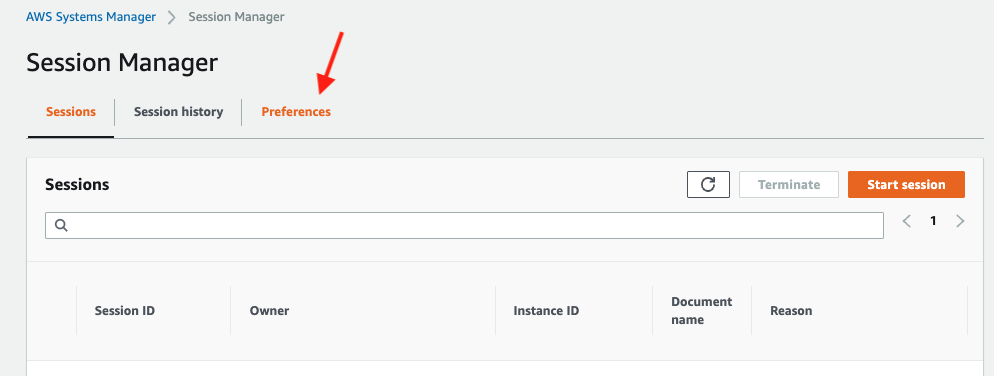 AWS Systems Manager > Session Manager
Session Manager
Sessions Session history Preferences
Sessions Terminate Start session
1
Session ID Owner Instance ID Document name Reason